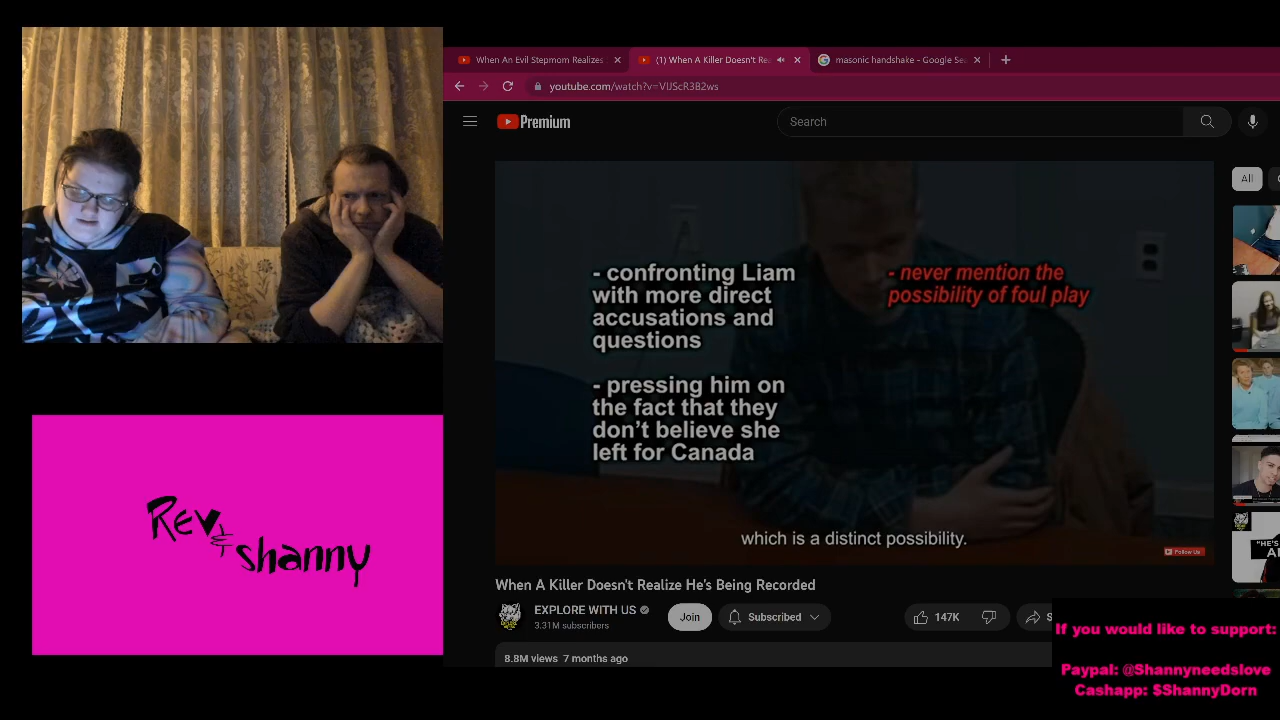 When An Evil Stepmom Realizes
(1) When A Killer Doesn't Re
masonic handshake - Google Se
youtube.com/watch?v=VlJScR3B2ws
Premium
Search
All
- confronting Liam
with more direct
accusations and
questions
- pressing him on
the fact that they
don't believe she
left for Canada
- never mention the
possibility of foul play
which is a distinct possibility.
Follow Us
When A Killer Doesn't Realize He's Being Recorded
EXPLORE WITH US
3.31M subscribers
Join
Subscribed
147K
S
8.8M views 7 months ago
"HE'S
Rev
&
shanny
If you would like to support:
Paypal: @Shannyneedslove
Cashapp: $ShannyDorn